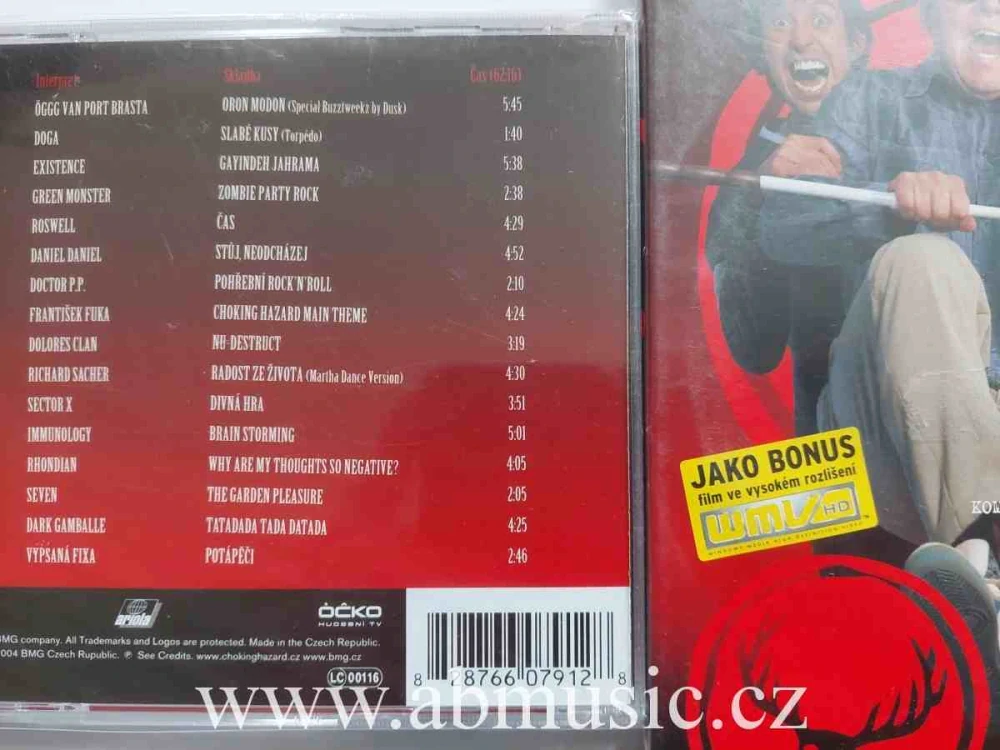 Interpret Skladba Čas (62:16)
ÖGGG VAN PORT BRASTA ORON MODON (Special Buzztweekz by Dusk) 5:45
DOGA SLABÉ KUSY (Torpédo) 1:40
EXISTENCE GAYINDEH JAHRAMA 5:38
GREEN MONSTER ZOMBIE PARTY ROCK 2:38
ROSWELL ČAS 4:29
DANIEL DANIEL STŮJ, NEODCHÁZEJ 4:52
DOCTOR P.P. POHŘEBNÍ ROCK'N'ROLL 2:10
FRANTIŠEK FUKA CHOKING HAZARD MAIN THEME 4:24
DOLORES CLAN NU-DESTRUCT 3:19
RICHARD SACHER RADOST ZE ŽIVOTA (Martha Dance Version) 4:30
SECTOR X DIVNÁ HRA 3:51
IMMUNOLOGY BRAIN STORMING 5:01
RHONDIAN WHY ARE MY THOUGHTS SO NEGATIVE? 4:05
SEVEN THE GARDEN PLEASURE 2:05
DARK GAMBALLE TATADADA TADA DATADA 4:25
VYPSANÁ FIXA POTÁPĚČI 2:46
ariola
ÓČKO
HUDEBNÍ TV
BMG company. All Trademarks and Logos are protected. Made in the Czech Republic.
2004 BMG Czech Rupublic. ℗ See Credits. www.chokinghazard.cz www.bmg.cz
LC 00116
8 28766 07912 8
JAKO BONUS
film ve vysokém rozlišení
WMV HD
WINDOWS MEDIA HIGH DEFINITION VIDEO
KOM
www.abmusic.cz